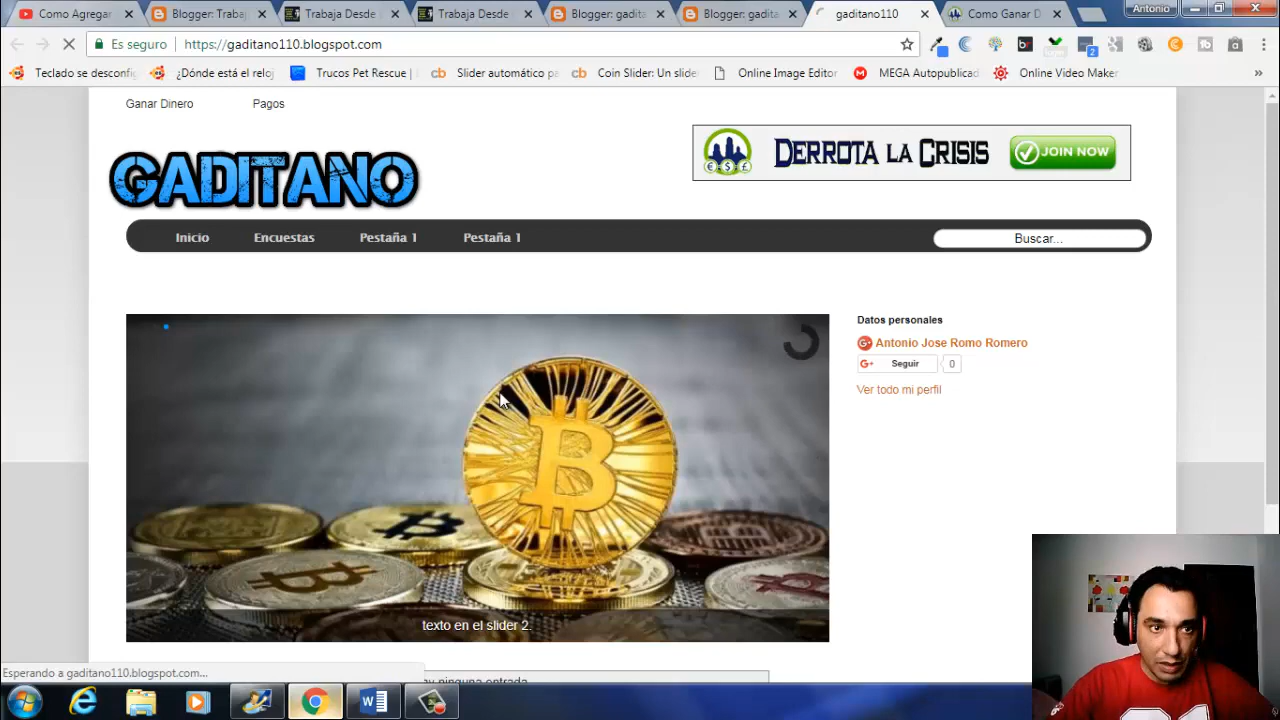 Como Agregar
Blogger: Trabaj
Trabaja Desde
Trabaja Desde
Blogger: gadita
Blogger: gadita
gaditano110
Como Ganar D
Antonio
Es seguro
https://gaditano110.blogspot.com
2
Teclado se desconfig
¿Dónde está el reloj
Trucos Pet Rescue
Slider automático pa
Coin Slider: Un slide
Online Image Editor
MEGA Autopublicad
Online Video Maker
»
Ganar Dinero
Pagos
GADITANO
DERROTA LA CRISIS
JOIN NOW
Inicio
Encuestas
Pestaña 1
Pestaña 1
Buscar...
Datos personales
Antonio Jose Romo Romero
Seguir
0
Ver todo mi perfil
texto en el slider 2.
Esperando a gaditano110.blogspot.com...